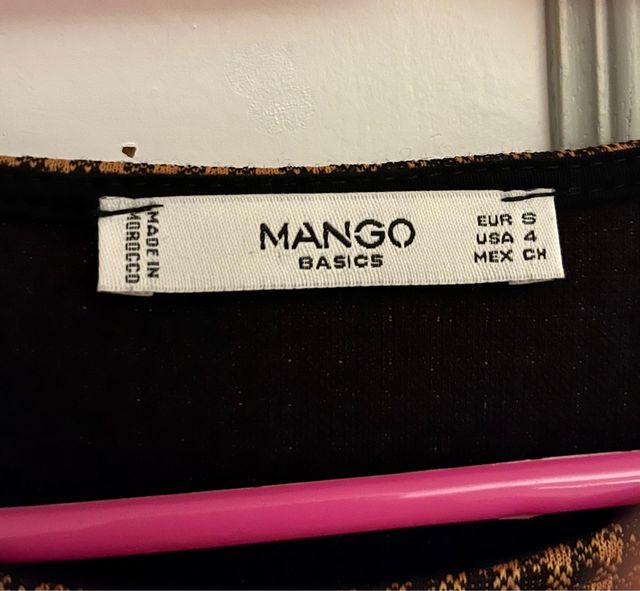 MADE IN
MOROCCO
MANGO
BASICS
EUR S
USA 4
MEX CH